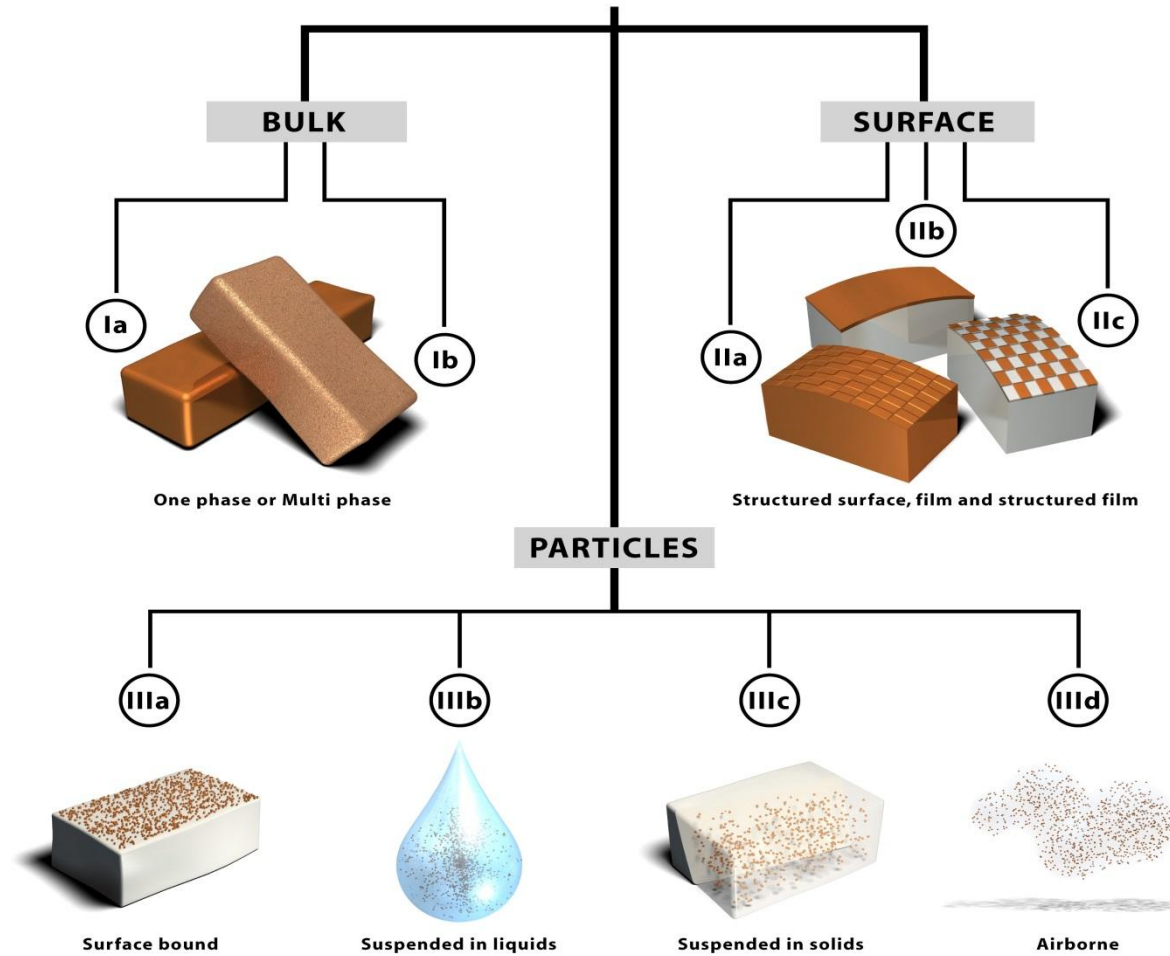 BULK
SURFACE
Ia
Ib
IIa
IIb
IIc
One phase or Multi phase
Structured surface, film and structured film
PARTICLES
IIIa
IIIb
IIIc
IIId
Surface bound
Suspended in liquids
Suspended in solids
Airborne